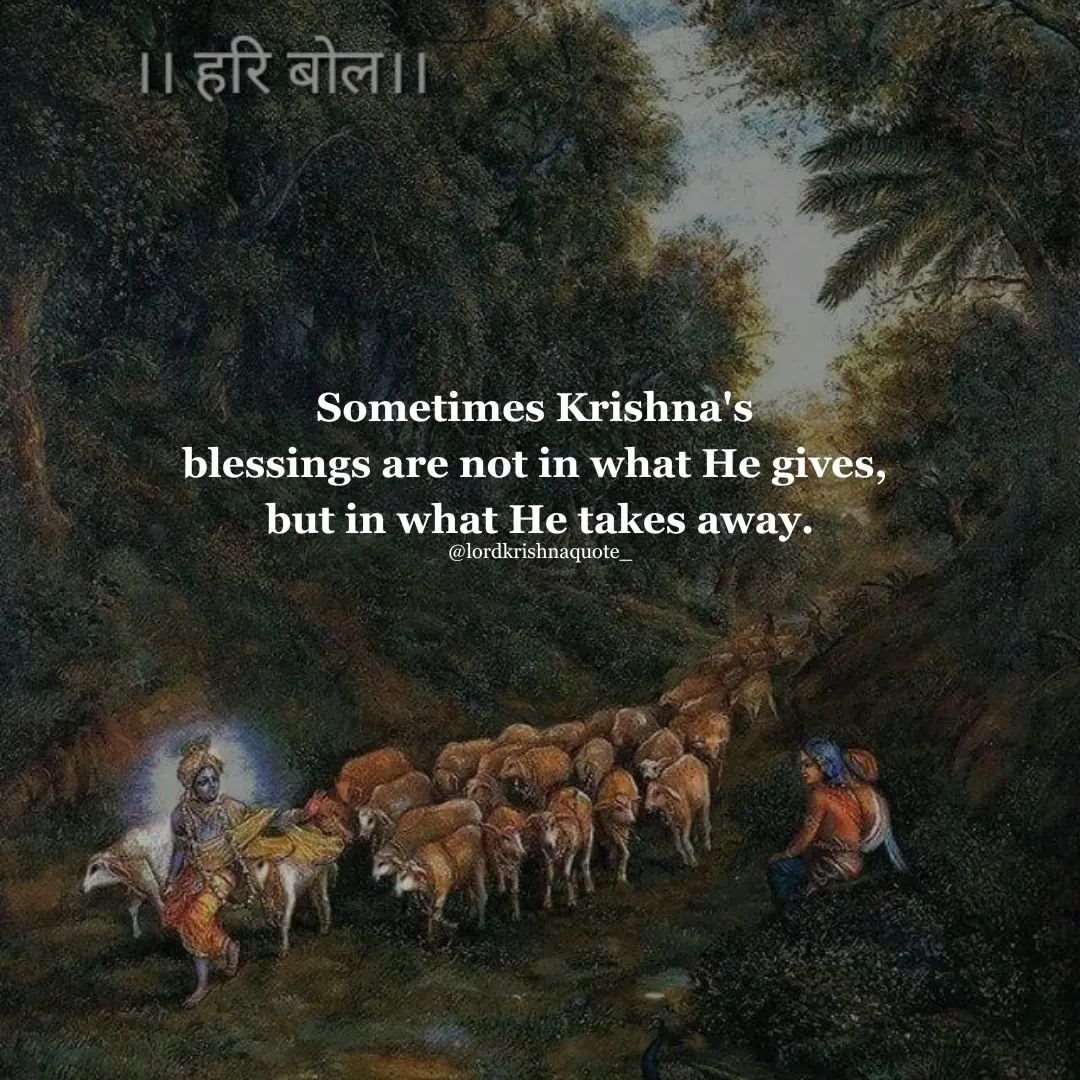 ।। हरि बोल।।
Sometimes Krishna's
blessings are not in what He gives,
but in what He takes away.
@lordkrishnaquote_